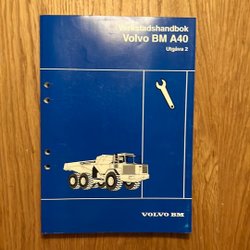 Verkstadshandbok
Volvo BM A40
Utgåva 2
VOLVO BM